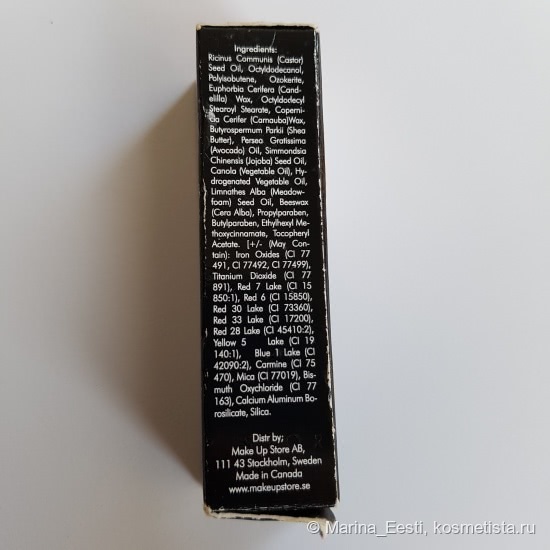 Ingredients:
Ricinus Communis (Castor)
Seed Oil, Octyldodecanol,
Polyisobutene, Ozokerite,
Euphorbia Cerifera (Cand-
elilla) Wax, Octyldodecyl
Stearoyl Stearate, Coperni-
cia Cerifer (Carnauba)Wax,
Butyrospermum Parkii (Shea
Butter), Persea Gratissima
(Avocado) Oil, Simmondsia
Chinensis (Jojoba) Seed Oil,
Canola (Vegetable Oil), Hy-
drogenated Vegetable Oil,
Limnathes Alba (Meadow-
foam) Seed Oil, Beeswax
(Cera Alba), Propylparaben,
Butylparaben, Ethylhexyl Me-
thoxycinnamate, Tocopheryl
Acetate. [+/- (May Con-
tain): Iron Oxides (CI 77
491, CI 77492, CI 77499),
Titanium Dioxide (CI 77
891), Red 7 Lake (CI 15
850:1), Red 6 (CI 15850),
Red 30 Lake (CI 73360),
Red 33 Lake (CI 17200),
Red 28 Lake (CI 45410:2),
Yellow 5 Lake (CI 19
140:1), Blue 1 Lake (CI
42090:2), Carmine (CI 75
470), Mica (CI 77019), Bis-
muth Oxychloride (CI 77
163), Calcium Aluminum Bo-
rosilicate, Silica.
Distr by;
Make Up Store AB,
111 43 Stockholm, Sweden
Made in Canada
www.makeupstore.se
© Marina_Eesti, kosmetista.ru